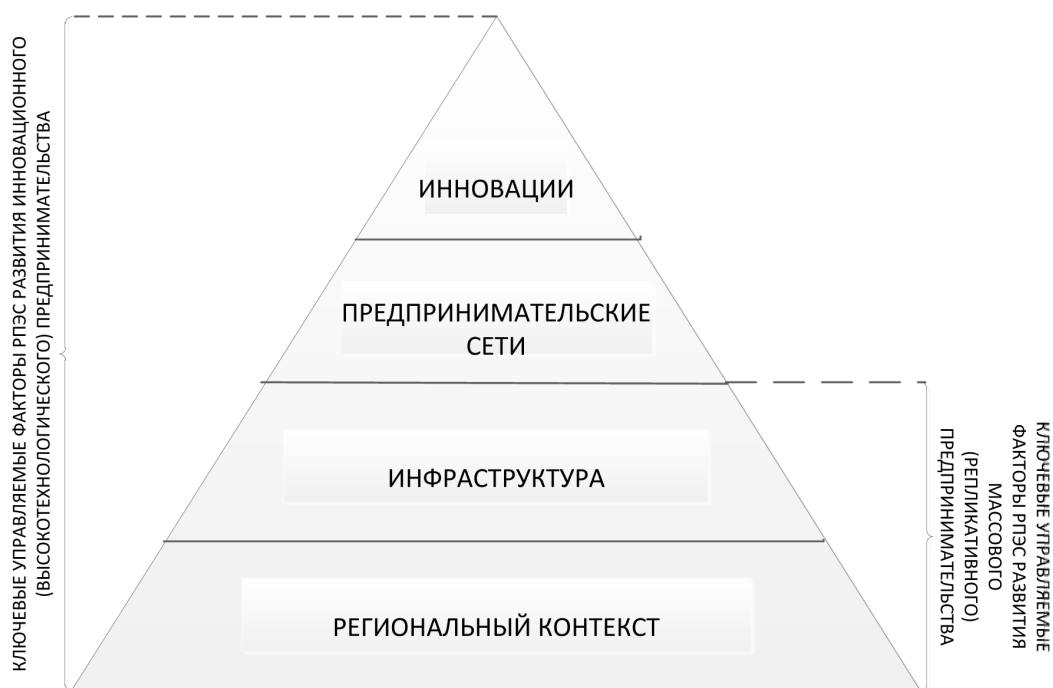 КЛЮЧЕВЫЕ УПРАВЛЯЕМЫЕ ФАКТОРЫ РПЭС РАЗВИТИЯ ИННОВАЦИОННОГО
(ВЫСОКОТЕХНОЛОГИЧЕСКОГО) ПРЕДПРИНИМАТЕЛЬСТВА
ИННОВАЦИИ
ПРЕДПРИНИМАТЕЛЬСКИЕ
СЕТИ
ИНФРАСТРУКТУРА
РЕГИОНАЛЬНЫЙ КОНТЕКСТ
КЛЮЧЕВЫЕ УПРАВЛЯЕМЫЕ
ФАКТОРЫ РПЭС РАЗВИТИЯ
МАССОВОГО
(РЕПЛИКАТИВНОГО)
ПРЕДПРИНИМАТЕЛЬСТВА